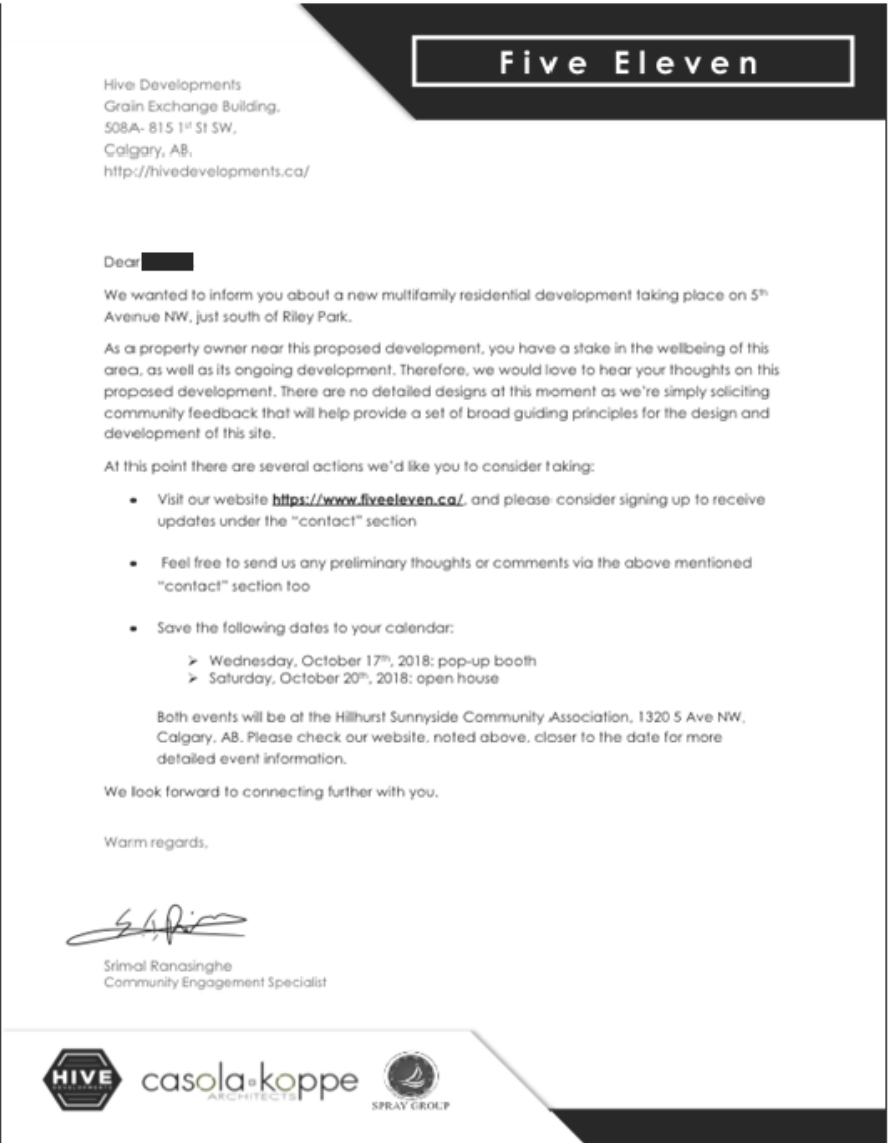 Five Eleven
Hive Developments
Grain Exchange Building,
508A- 815 1st St SW,
Calgary, AB,
http://hivedevelopments.ca/
Dear
We wanted to inform you about a new multifamily residential development taking place on 5th
Avenue NW, just south of Riley Park.
As a property owner near this proposed development, you have a stake in the wellbeing of this
area, as well as its ongoing development. Therefore, we would love to hear your thoughts on this
proposed development. There are no detailed designs at this moment as we're simply soliciting
community feedback that will help provide a set of broad guiding principles for the design and
development of this site.
At this point there are several actions we'd like you to consider taking:
• Visit our website https://www.fiveeleven.ca/, and please consider signing up to receive
updates under the "contact" section
• Feel free to send us any preliminary thoughts or comments via the above mentioned
"contact" section too
• Save the following dates to your calendar:
➢ Wednesday, October 17th, 2018: pop-up booth
➢ Saturday, October 20th, 2018: open house
Both events will be at the Hillhurst Sunnyside Community Association, 1320 5 Ave NW,
Calgary, AB. Please check our website, noted above, closer to the date for more
detailed event information.
We look forward to connecting further with you.
Warm regards,
Srimal Ranasinghe
Community Engagement Specialist
HIVE
DEVELOPMENTS
casola·koppe
ARCHITECTS
SPRAY GROUP